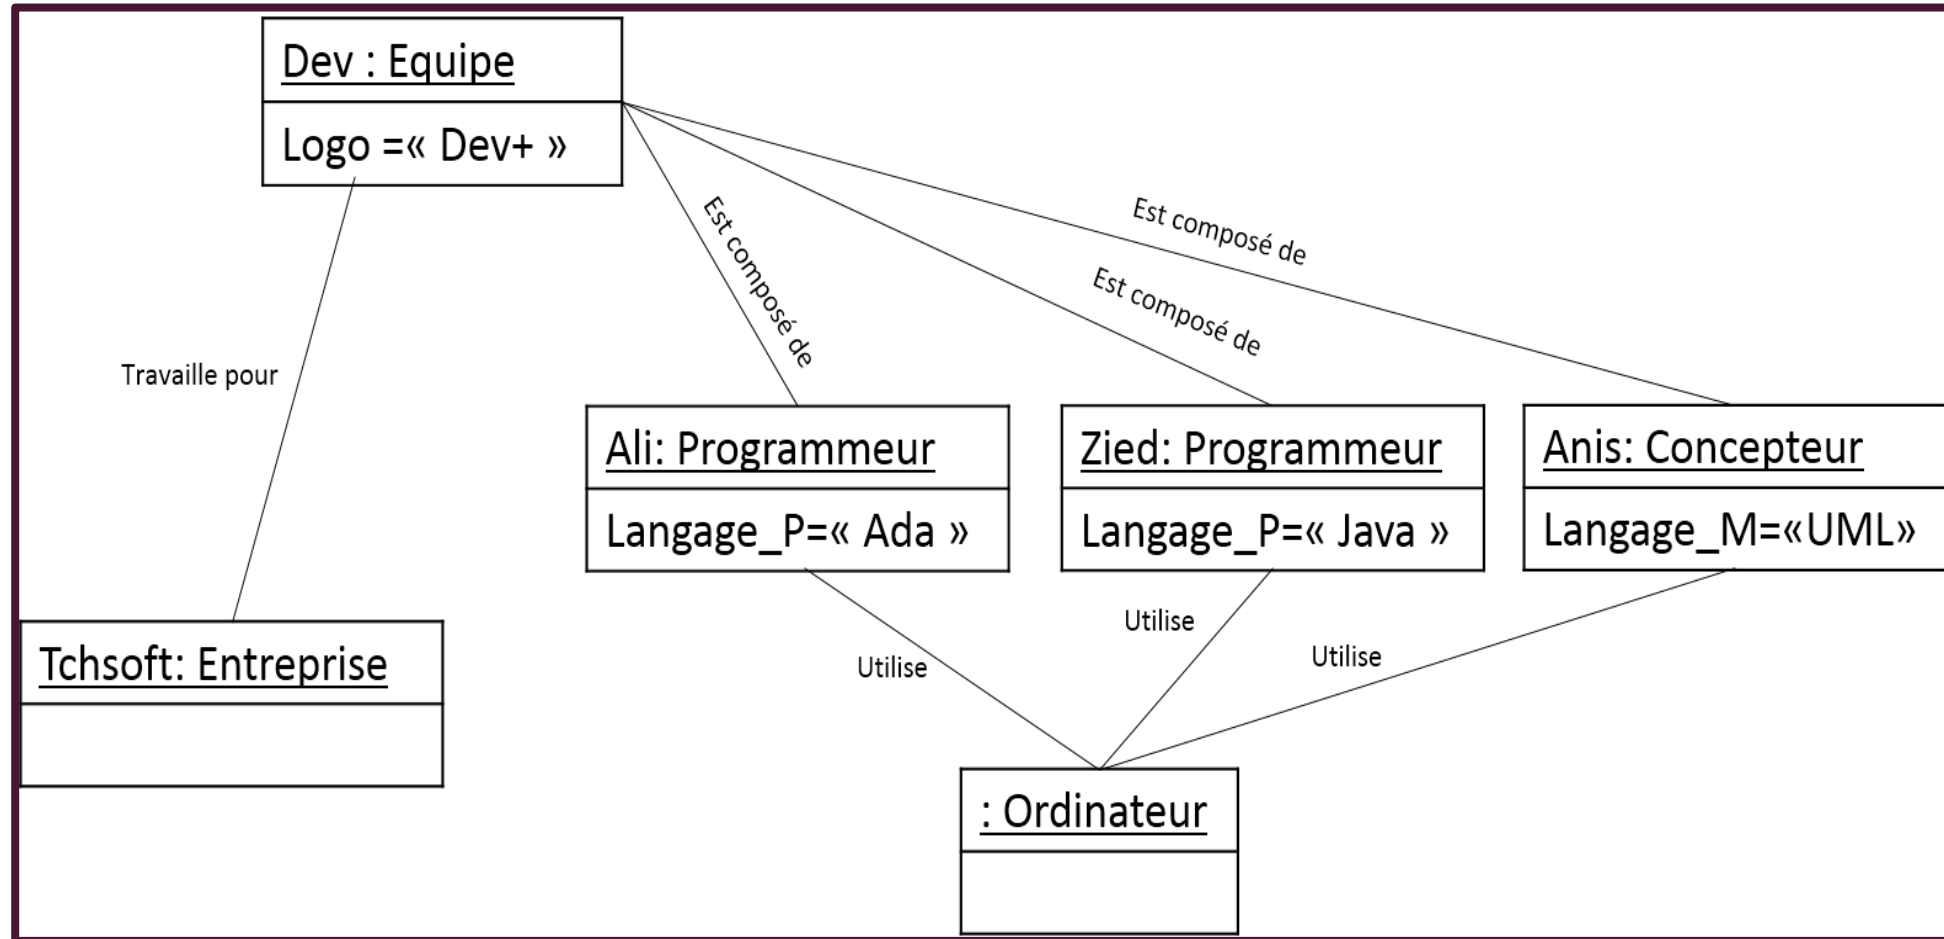 Dev : Equipe
Logo =« Dev+ »
Est composé de
Est composé de
Est composé de
Travaille pour
Ali: Programmeur
Langage_P=« Ada »
Zied: Programmeur
Langage_P=« Java »
Anis: Concepteur
Langage_M=«UML»
Utilise
Utilise
Utilise
Tchsoft: Entreprise
: Ordinateur